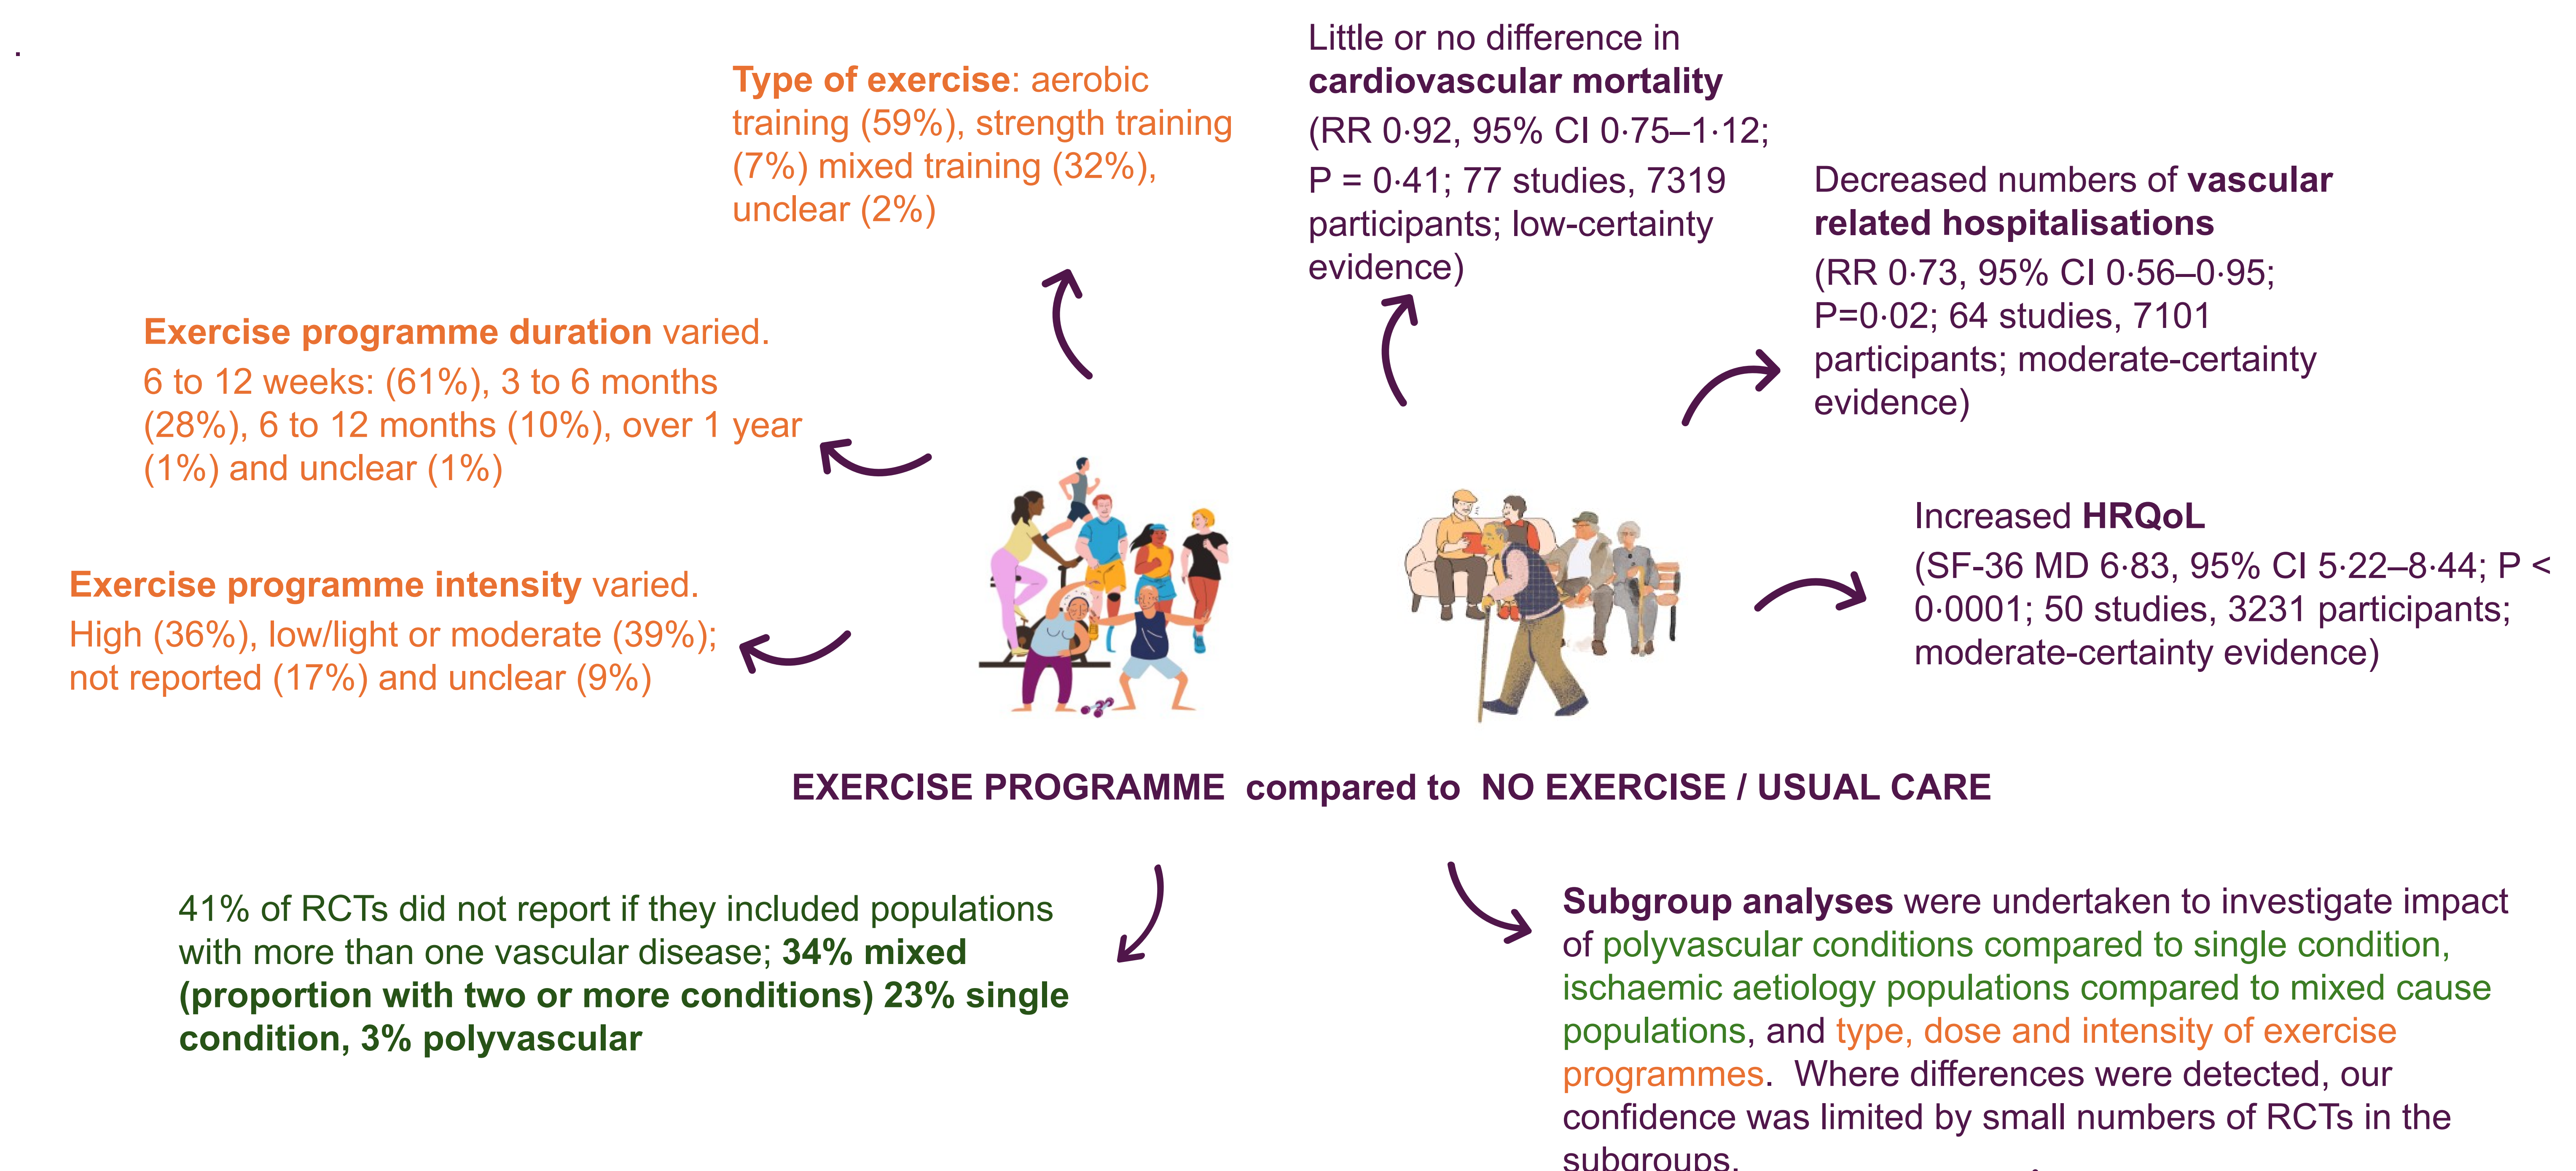 Type of exercise: aerobic
training (59%), strength training
(7%) mixed training (32%),
unclear (2%)
Little or no difference in
cardiovascular mortality
(RR 0·92, 95% CI 0·75–1·12;
P = 0·41; 77 studies, 7319
participants; low-certainty
evidence)
Decreased numbers of vascular
related hospitalisations
(RR 0·73, 95% CI 0·56–0·95;
P=0·02; 64 studies, 7101
participants; moderate-certainty
evidence)
Exercise programme duration varied.
6 to 12 weeks: (61%), 3 to 6 months
(28%), 6 to 12 months (10%), over 1 year
(1%) and unclear (1%)
Increased HRQoL
(SF-36 MD 6·83, 95% CI 5·22–8·44; P <
0·0001; 50 studies, 3231 participants;
moderate-certainty evidence)
Exercise programme intensity varied.
High (36%), low/light or moderate (39%);
not reported (17%) and unclear (9%)
EXERCISE PROGRAMME compared to NO EXERCISE / USUAL CARE
41% of RCTs did not report if they included populations
with more than one vascular disease; 34% mixed
(proportion with two or more conditions) 23% single
condition, 3% polyvascular
Subgroup analyses were undertaken to investigate impact
of polyvascular conditions compared to single condition,
ischaemic aetiology populations compared to mixed cause
populations, and type, dose and intensity of exercise
programmes. Where differences were detected, our
confidence was limited by small numbers of RCTs in the
subgroups.